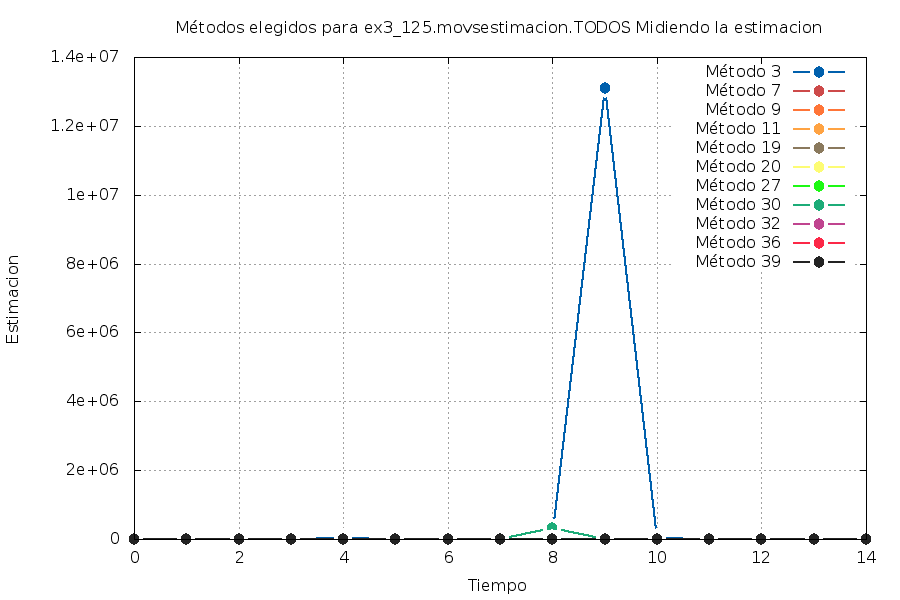 Métodos elegidos para ex3_125.movsestimacion.TODOS Midiendo la estimacion
1.4e+07
1.2e+07
1e+07
8e+06
6e+06
4e+06
2e+06
0
Estimacion
Método 3
Método 7
Método 9
Método 11
Método 19
Método 20
Método 27
Método 30
Método 32
Método 36
Método 39
0 2 4 6 8 10 12 14
Tiempo